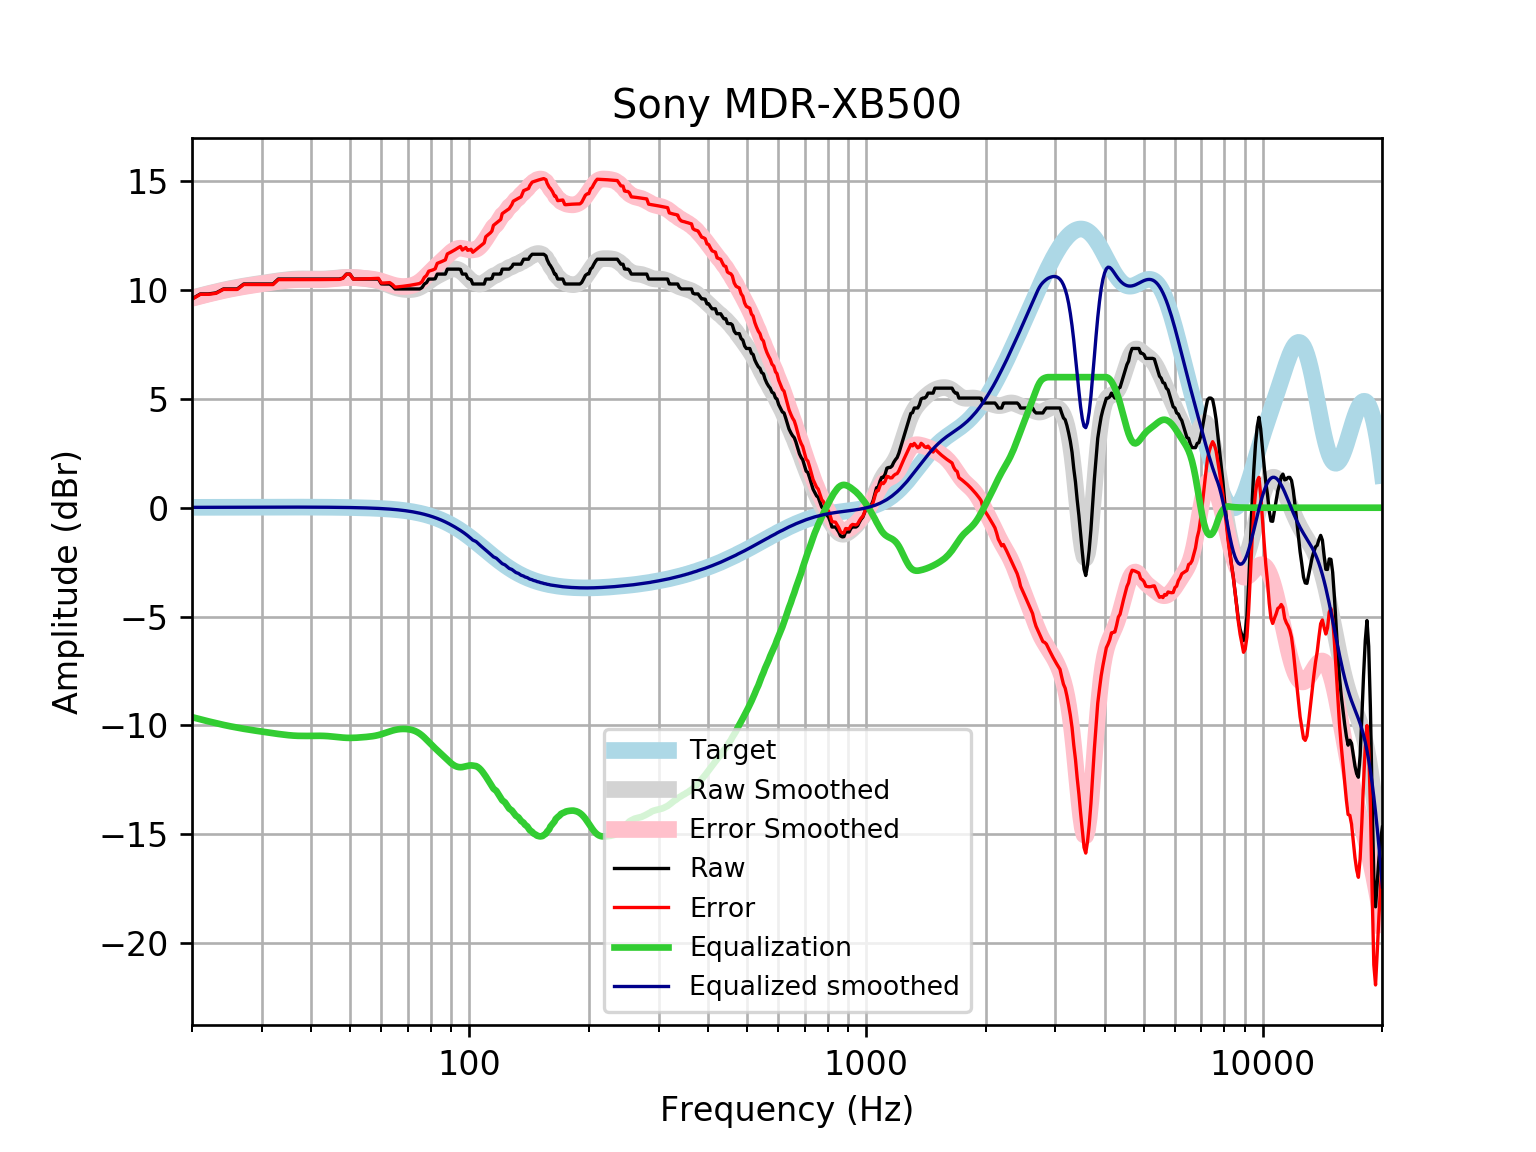 Sony MDR-XB500
15
10
5
0
−5
−10
−15
−20
Amplitude (dBr)
Target
Raw Smoothed
Error Smoothed
Raw
Error
Equalization
Equalized smoothed
100 1000 10000
Frequency (Hz)